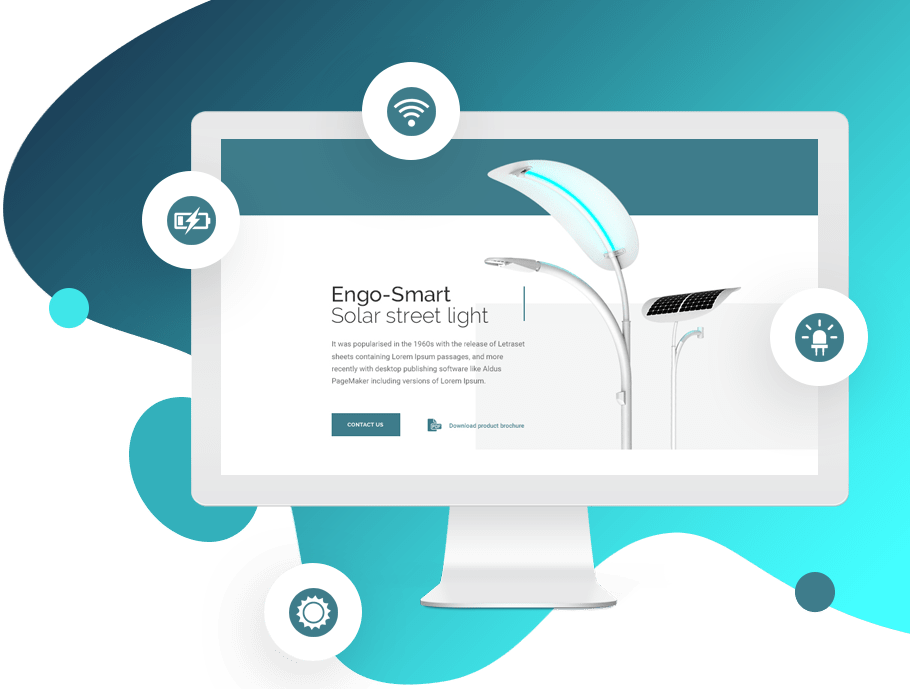 Engo-Smart
Solar street light
It was popularised in the 1960s with the release of Letraset
sheets containing Lorem Ipsum passages, and more
recently with desktop publishing software like Aldus
PageMaker including versions of Lorem Ipsum.
CONTACT US
Download product brochure